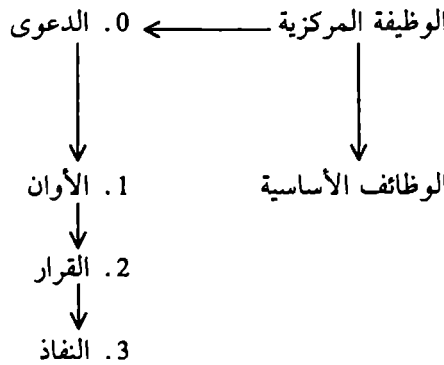 الوظيفة المركزية
0. الدعوى
الوظائف الأساسية
1. الأوان
2. القرار
3. النفاذ